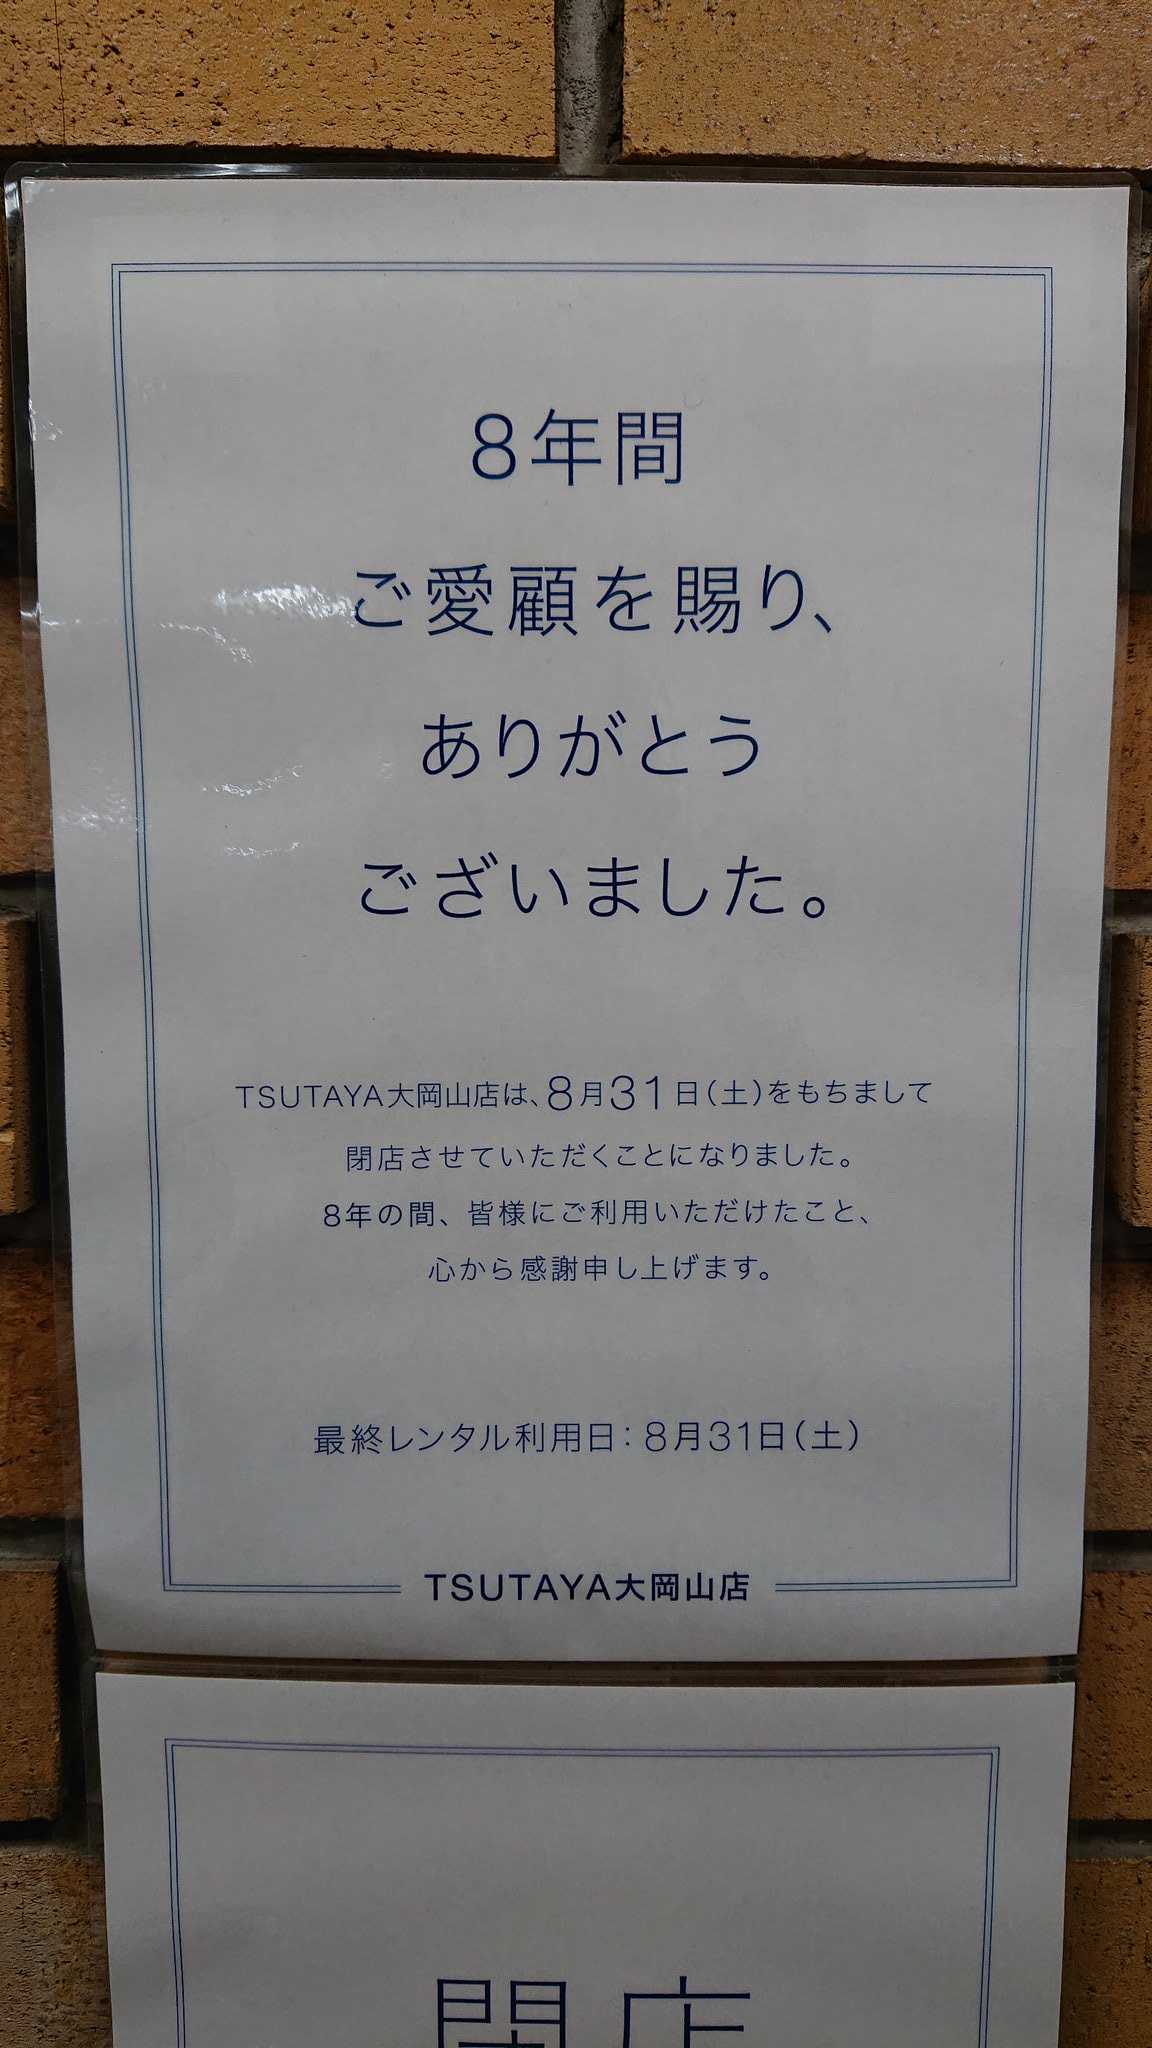 8年間
ご愛顧を賜り、
ありがとう
ございました。
TSUTAYA大岡山店は、8月31日(土)をもちまして
閉店させていただくことになりました。
8年の間、皆様にご利用いただけたこと、
心から感謝申し上げます。
最終レンタル利用日：8月31日(土)
TSUTAYA大岡山店
閉店